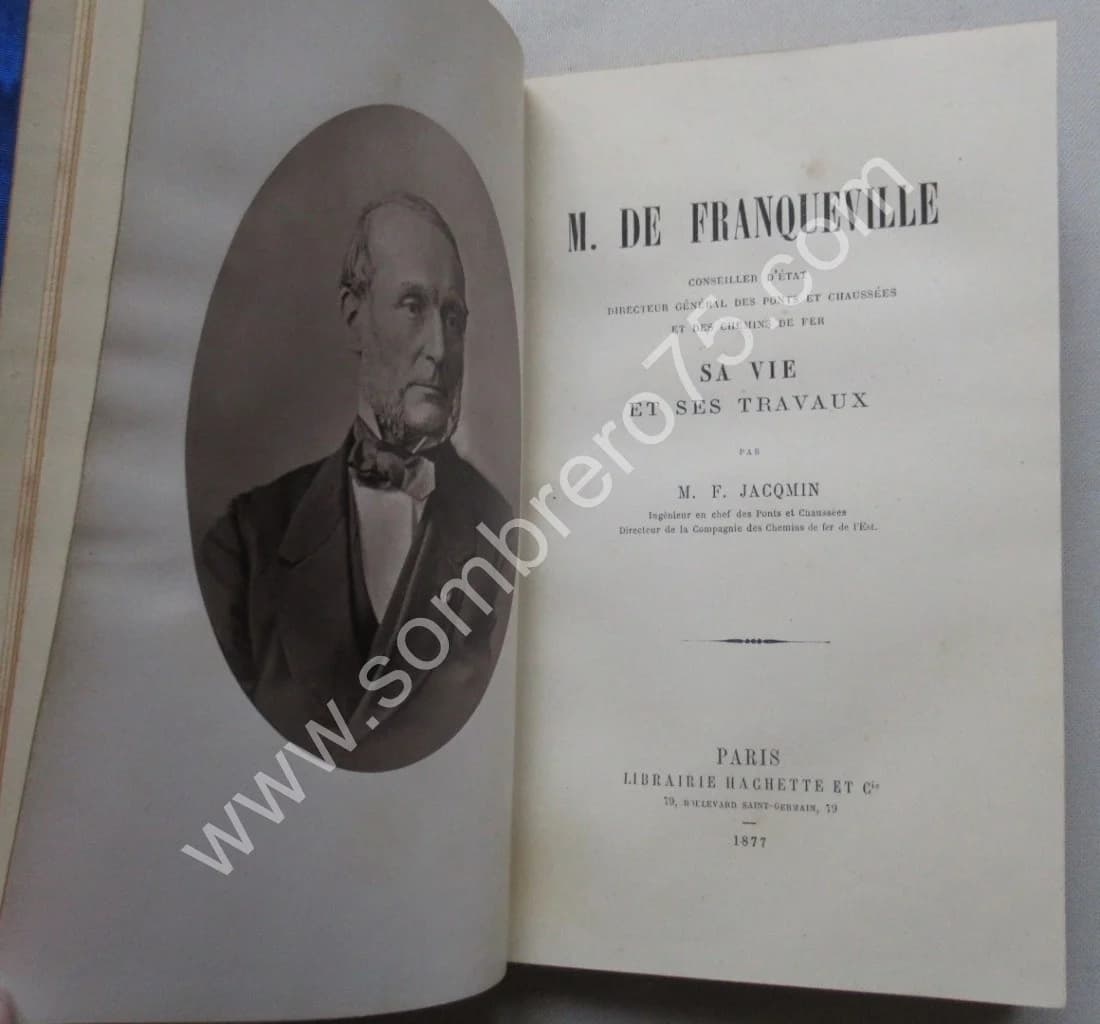 M. DE FRANQUEVILLE
CONSEILLER D'ÉTAT
DIRECTEUR GÉNÉRAL DES PONTS ET CHAUSSÉES
ET DES CHEMINS DE FER
SA VIE
ET SES TRAVAUX
PAR
M. F. JACQMIN
Ingénieur en chef des Ponts et Chaussées
Directeur de la Compagnie des Chemins de fer de l'Est.
PARIS
LIBRAIRIE HACHETTE ET Cie
79, BOULEVARD SAINT-GERMAIN, 79
1877
www.sombrero75.com